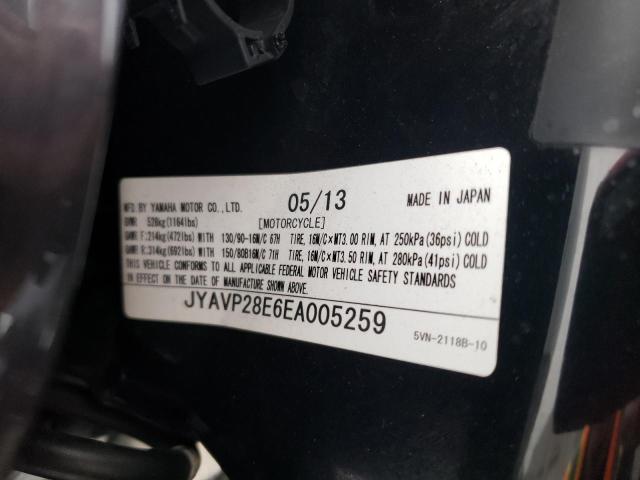 MFD. BY YAMAHA MOTOR CO., LTD. 05/13 MADE IN JAPAN
GVWR 528kg(1164lbs) [MOTORCYCLE]
GAWR F:214kg(472lbs)WITH 130/90-16M/C 67H TIRE, 16M/C×MT3.00 RIM, AT 250kPa(36psi)COLD
GAWR R:314kg(692lbs)WITH 150/80B16M/C 71H TIRE, 16M/C×MT3.50 RIM, AT 280kPa(41psi)COLD
THIS VEHICLE CONFORMS TO ALL APPLICABLE FEDERAL MOTOR VEHICLE SAFETY STANDARDS
IN EFFECT ON THE DATE OF MANUFACTURE SHOWN ABOVE.
JYAVP28E6EA005259
5VN-2118B-10